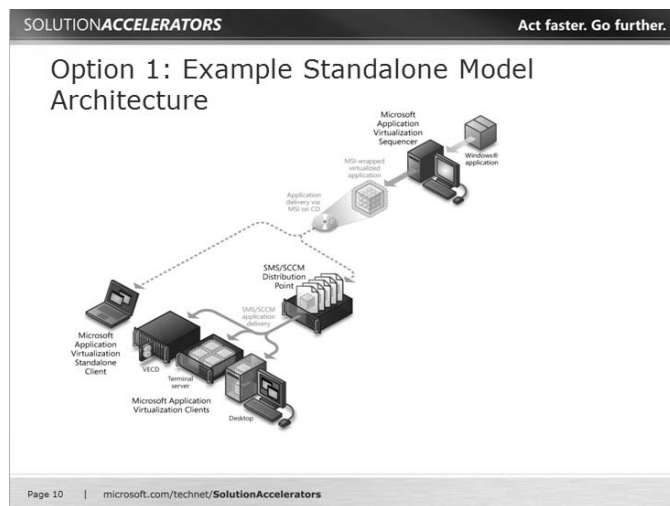 SOLUTIONACCELERATORS
Act faster. Go further.
Option 1: Example Standalone Model
Architecture
Microsoft
Application
Virtualization
Sequencer
Windows®
application
MSI-wrapped
virtualized
application
Application
delivery via
MSI on CD
SMS/SCCM
Distribution
Point
SMS/SCCM
application
delivery
Microsoft
Application
Virtualization
Standalone
Client
VECD
Terminal
server
Microsoft Application
Virtualization Clients
Desktop
Page 10 | microsoft.com/technet/SolutionAccelerators